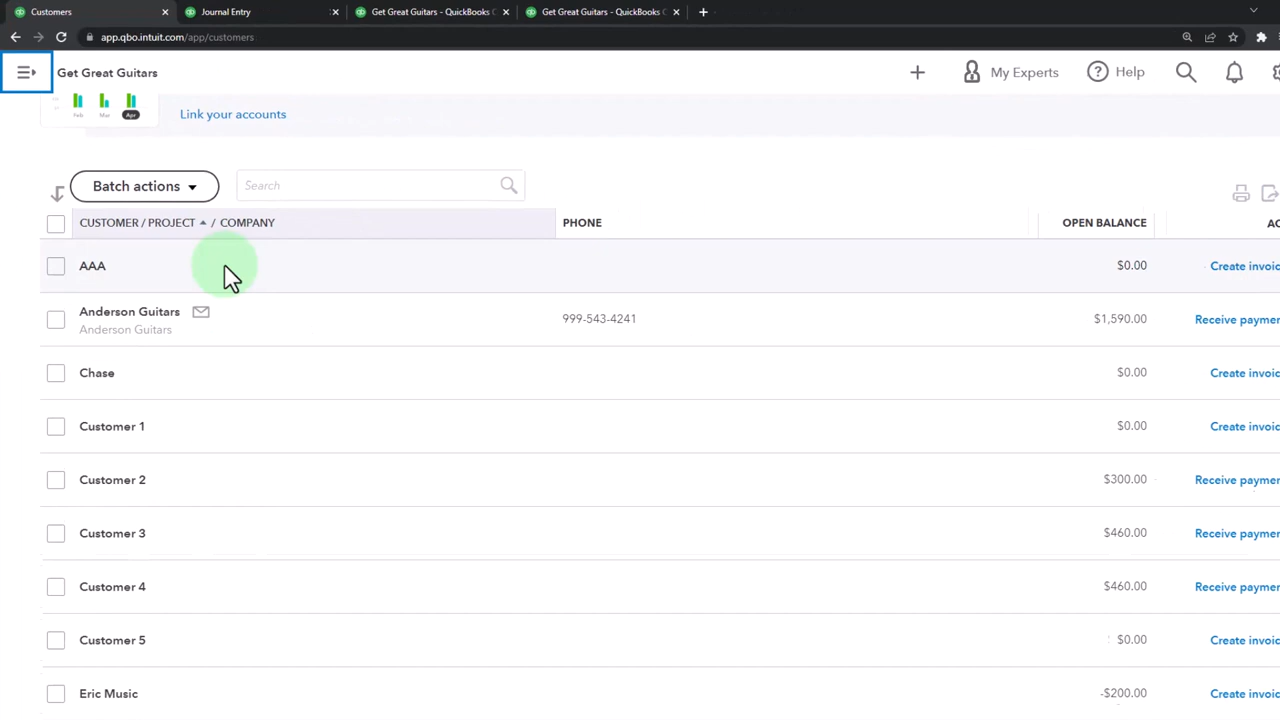 Customers
Journal Entry
Get Great Guitars - QuickBooks C
Get Great Guitars - QuickBooks C
app.qbo.intuit.com/app/customers
Get Great Guitars
My Experts
Help
Feb Mar Apr
Link your accounts
Batch actions
Search
CUSTOMER / PROJECT / COMPANY PHONE OPEN BALANCE AC
AAA $0.00 Create invoic
Anderson Guitars 999-543-4241 $1,590.00 Receive paymer
Anderson Guitars
Chase $0.00 Create invoic
Customer 1 $0.00 Create invoic
Customer 2 $300.00 Receive paymer
Customer 3 $460.00 Receive paymer
Customer 4 $460.00 Receive paymer
Customer 5 $0.00 Create invoic
Eric Music -$200.00 Create invoic